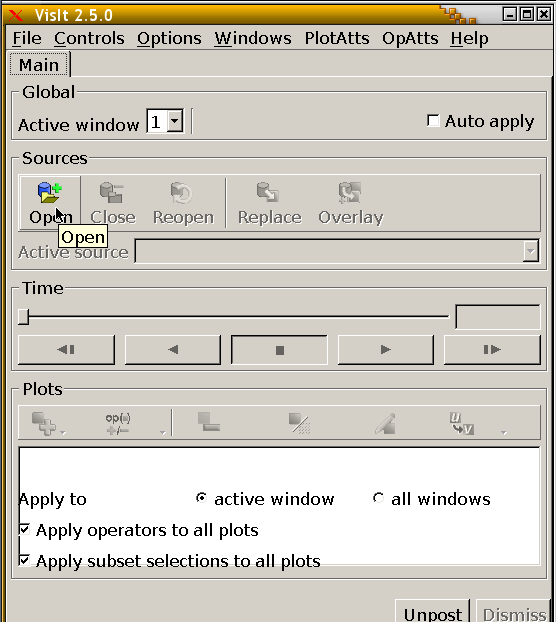 VisIt 2.5.0
File Controls Options Windows PlotAtts OpAtts Help
Main
Global
Active window 1 Auto apply
Sources
Open Close Reopen Replace Overlay
Open
Active source
Time
Plots
op(u)
+/-
U
V
Apply to active window all windows
Apply operators to all plots
Apply subset selections to all plots
Unpost Dismiss